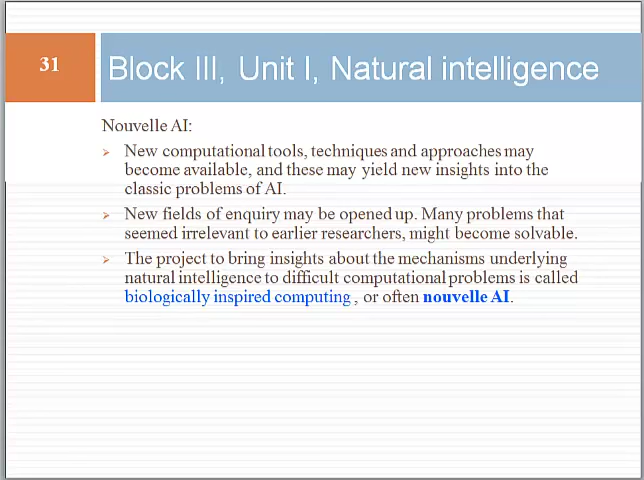 31
Block III, Unit I, Natural intelligence
Nouvelle AI:
New computational tools, techniques and approaches may
become available, and these may yield new insights into the
classic problems of AI.
New fields of enquiry may be opened up. Many problems that
seemed irrelevant to earlier researchers, might become solvable.
The project to bring insights about the mechanisms underlying
natural intelligence to difficult computational problems is called
biologically inspired computing , or often nouvelle AI.